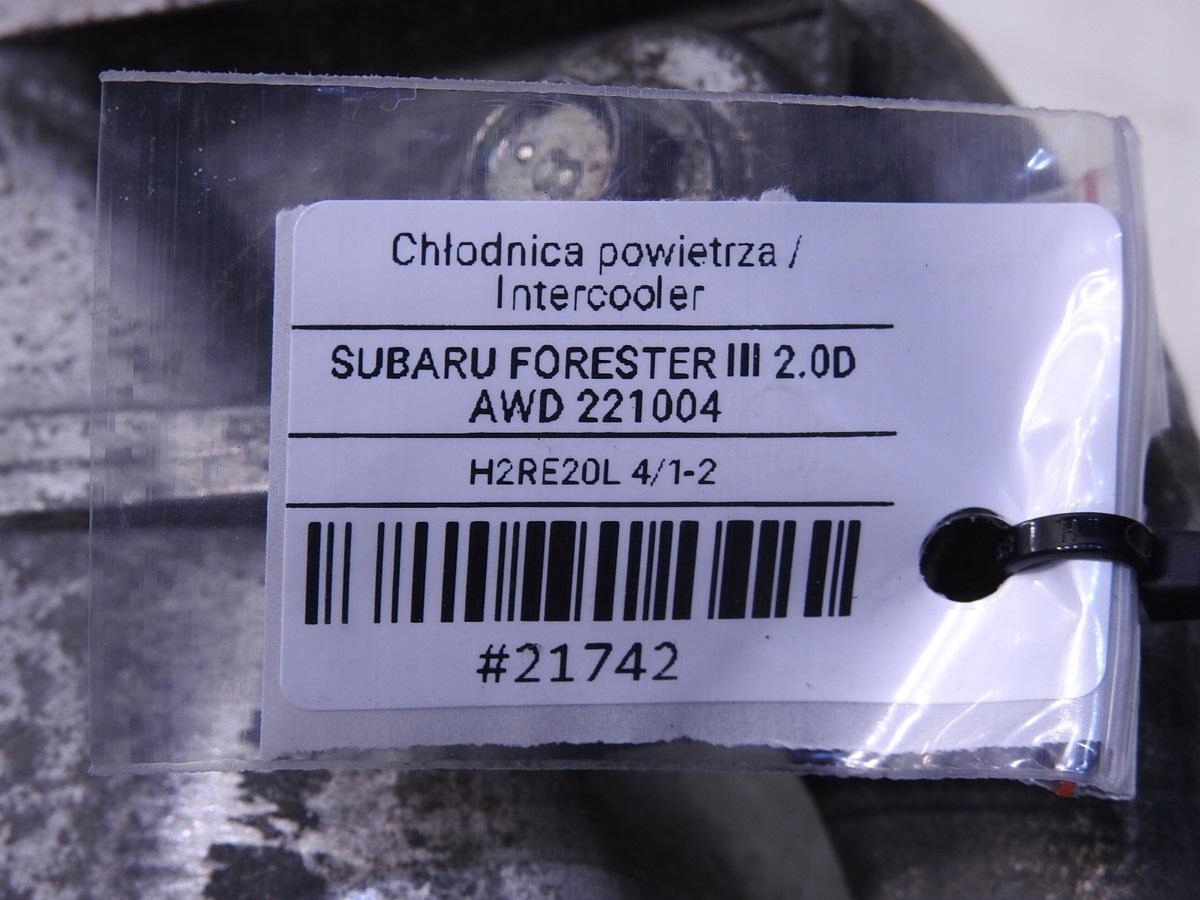 Chłodnica powietrza /
Intercooler
SUBARU FORESTER III 2.0D
AWD 221004
H2RE20L 4/1-2
#21742